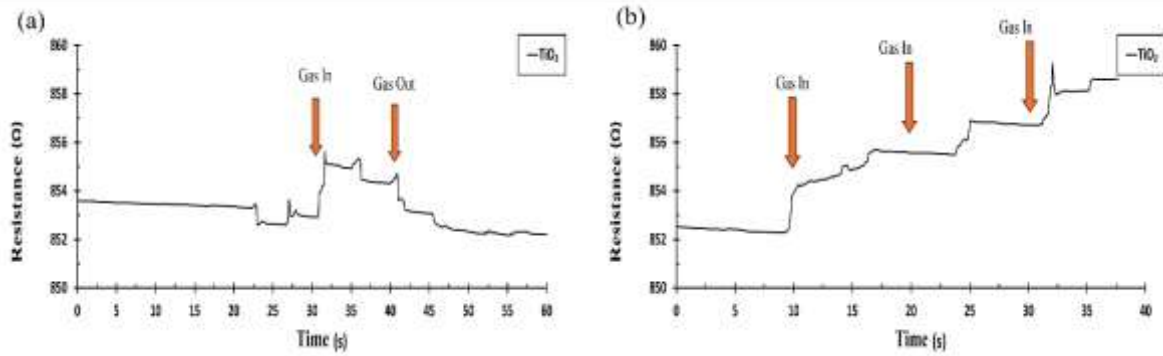 (a)
860
858
856
854
852
850
Resistance (Ω)
Gas In
Gas Out
TiO₂
0 5 10 15 20 25 30 35 40 45 50 55 60
Time (s)
(b)
860
858
856
854
852
850
Resistance (Ω)
Gas In
Gas In
Gas In
TiO₂
0 5 10 15 20 25 30 35 40
Time (s)